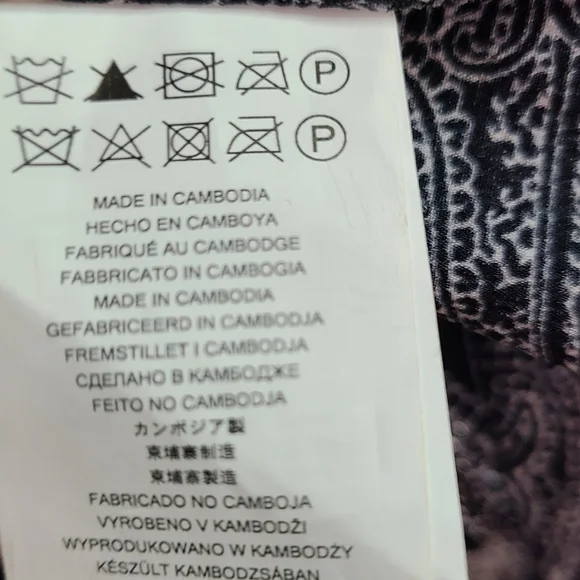 P
P
MADE IN CAMBODIA
HECHO EN CAMBOYA
FABRIQUÉ AU CAMBODGE
FABBRICATO IN CAMBOGIA
MADE IN CAMBODIA
GEFABRICEERD IN CAMBODJA
FREMSTILLET I CAMBODJA
СДЕЛАНО В КАМБОДЖЕ
FEITO NO CAMBODJA
カンボジア製
柬埔寨制造
柬埔寨製造
FABRICADO NO CAMBOJA
VYROBENO V KAMBODŽI
WYPRODUKOWANO W KAMBODŻY
KÉSZÜLT KAMBODZSÁBAN